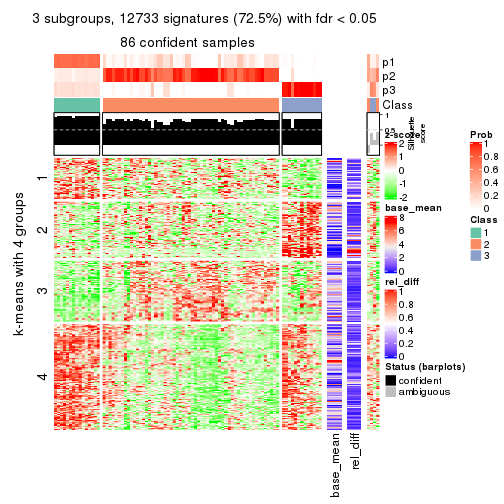 3 subgroups, 12733 signatures (72.5%) with fdr < 0.05
86 confident samples
p1
p2
p3
Class
1
0.5
Silhouette
score
k-means with 4 groups
1
2
3
4
base_mean
rel_diff
z-score
2
1
0
-1
-2
base_mean
8
6
4
2
0
rel_diff
1
0.8
0.6
0.4
0.2
0
Status (barplots)
confident
ambiguous
Prob
1
0.8
0.6
0.4
0.2
0
Class
1
2
3